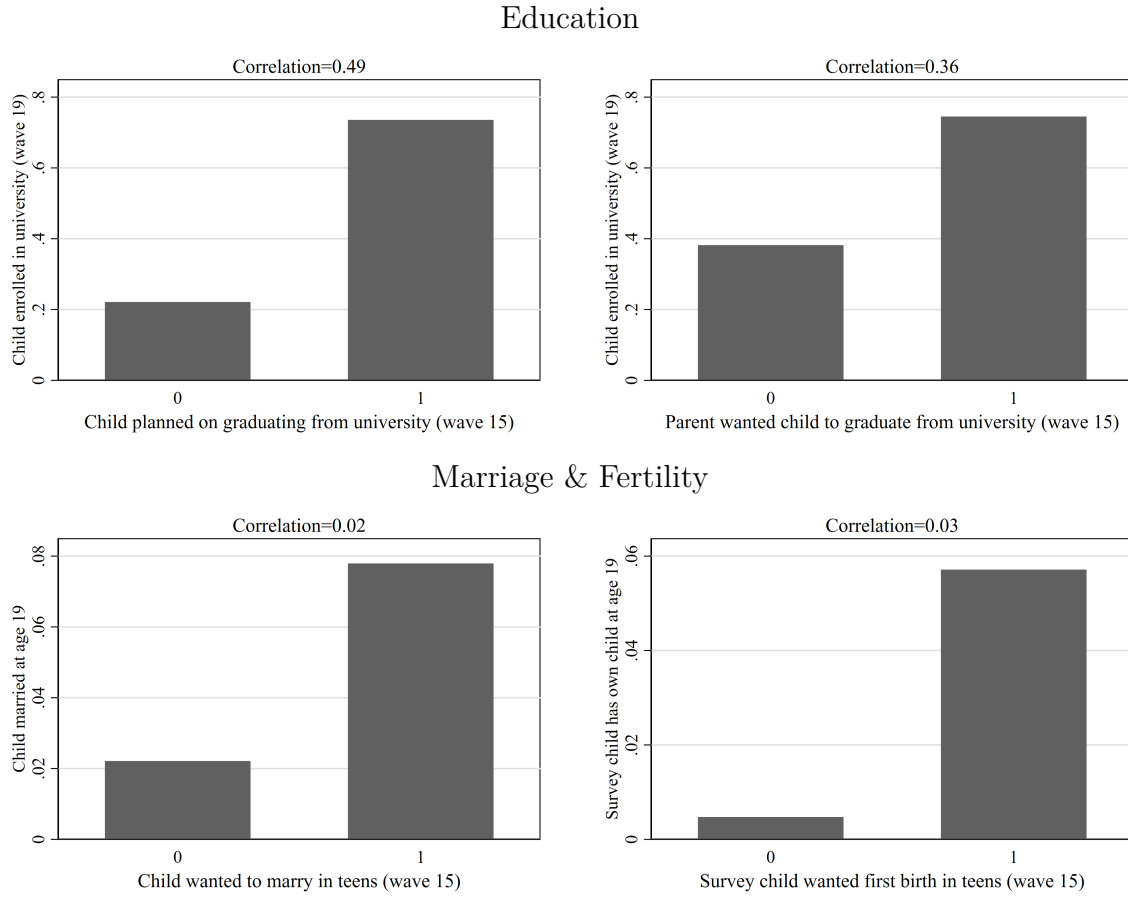 Education
Correlation=0.49
Child enrolled in university (wave 19)
.8
.6
.4
.2
0
0 1
Child planned on graduating from university (wave 15)
Correlation=0.36
Child enrolled in university (wave 19)
.8
.6
.4
.2
0
0 1
Parent wanted child to graduate from university (wave 15)
Marriage & Fertility
Correlation=0.02
Child married at age 19
.08
.06
.04
.02
0
0 1
Child wanted to marry in teens (wave 15)
Correlation=0.03
Survey child has own child at age 19
.06
.04
.02
0
0 1
Survey child wanted first birth in teens (wave 15)